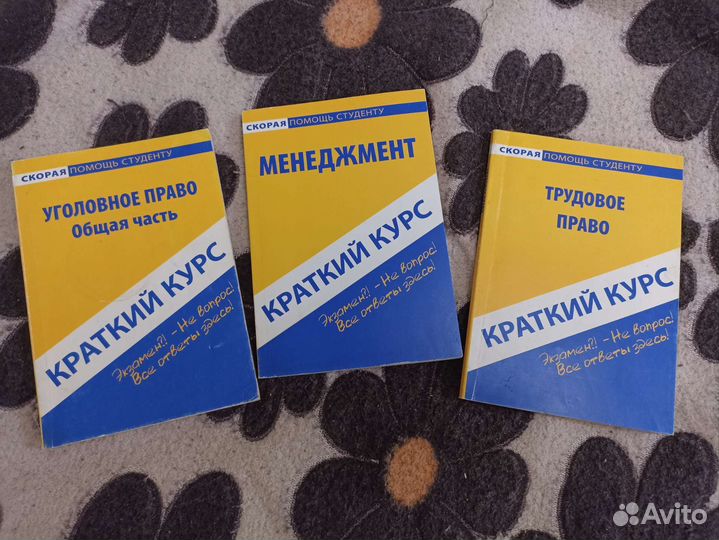 СКОРАЯ ПОМОЩЬ СТУДЕНТУ
УГОЛОВНОЕ ПРАВО
Общая часть
КРАТКИЙ КУРС
Экзамен?! - Не вопрос!
Все ответы здесь!
СКОРАЯ ПОМОЩЬ СТУДЕНТУ
МЕНЕДЖМЕНТ
КРАТКИЙ КУРС
Экзамен?! - Не вопрос!
Все ответы здесь!
СКОРАЯ ПОМОЩЬ СТУДЕНТУ
ТРУДОВОЕ
ПРАВО
КРАТКИЙ КУРС
Экзамен?! - Не вопрос!
Все ответы здесь!
Avito